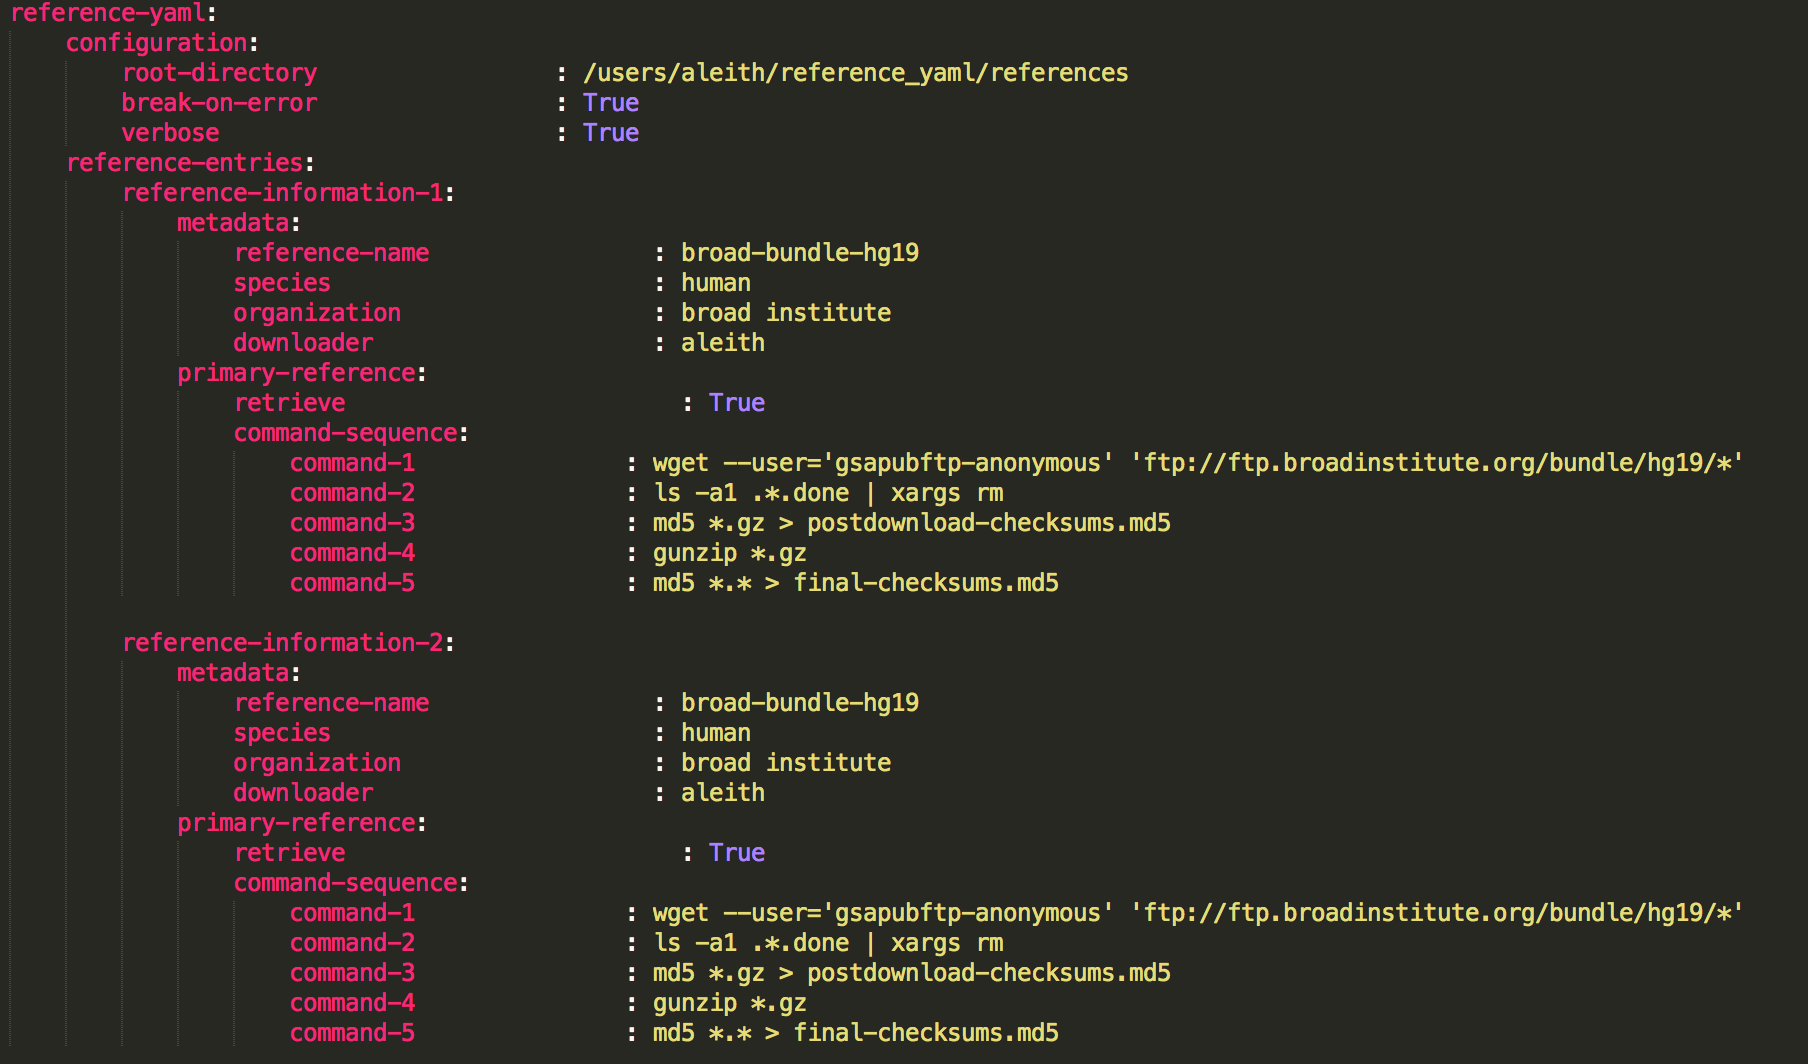 reference-yaml:
    configuration:
        root-directory                 : /users/aleith/reference_yaml/references
        break-on-error                 : True
        verbose                        : True
    reference-entries:
        reference-information-1:
            metadata:
                reference-name                : broad-bundle-hg19
                species                       : human
                organization                  : broad institute
                downloader                    : aleith
            primary-reference:
                retrieve                        : True
                command-sequence:
                    command-1               : wget --user='gsapubftp-anonymous' 'ftp://ftp.broadinstitute.org/bundle/hg19/*'
                    command-2               : ls -a1 .*.done | xargs rm
                    command-3               : md5 *.gz > postdownload-checksums.md5
                    command-4               : gunzip *.gz
                    command-5               : md5 *.* > final-checksums.md5

        reference-information-2:
            metadata:
                reference-name                : broad-bundle-hg19
                species                       : human
                organization                  : broad institute
                downloader                    : aleith
            primary-reference:
                retrieve                        : True
                command-sequence:
                    command-1               : wget --user='gsapubftp-anonymous' 'ftp://ftp.broadinstitute.org/bundle/hg19/*'
                    command-2               : ls -a1 .*.done | xargs rm
                    command-3               : md5 *.gz > postdownload-checksums.md5
                    command-4               : gunzip *.gz
                    command-5               : md5 *.* > final-checksums.md5